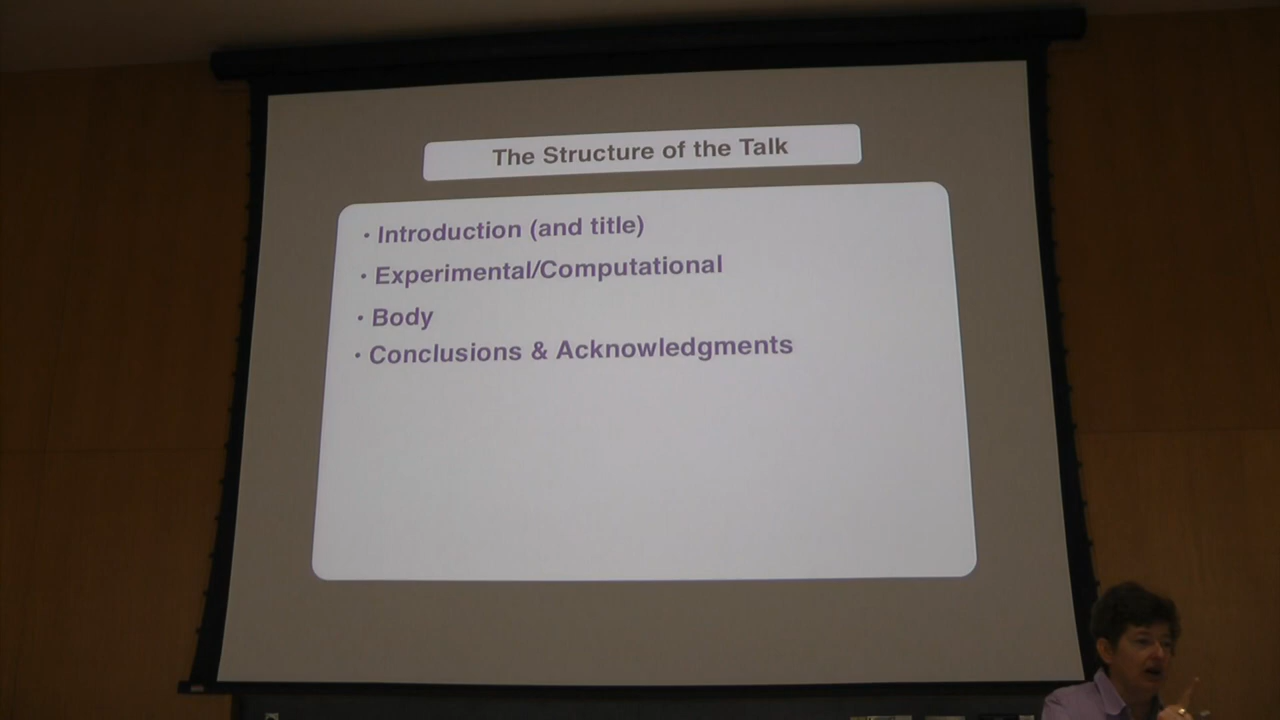 The Structure of the Talk
• Introduction (and title)
• Experimental/Computational
• Body
• Conclusions & Acknowledgments